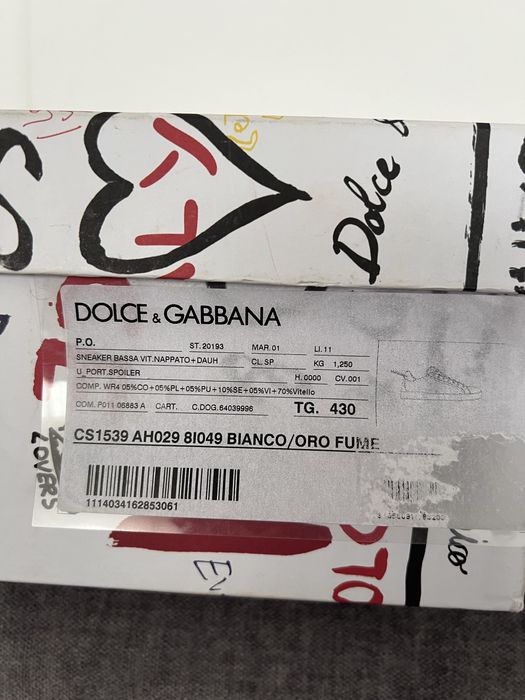 Dolce &
DOLCE & GABBANA
P.O. ST. 20193 MAR. 01 LI. 11
SNEAKER BASSA VIT.NAPPATO+DAUH CL. SP KG 1,250
U_PORT.SPOILER H. 0000 CV. 001
COMP. WR4 05%CO+05%PL+05%PU+10%SE+05%VI+70%Vitello
COM. P011 06883 A CART. C.DOG. 64039996 TG. 430
CS1539 AH029 8I049 BIANCO/ORO FUME
1114034162853061
LOVERS